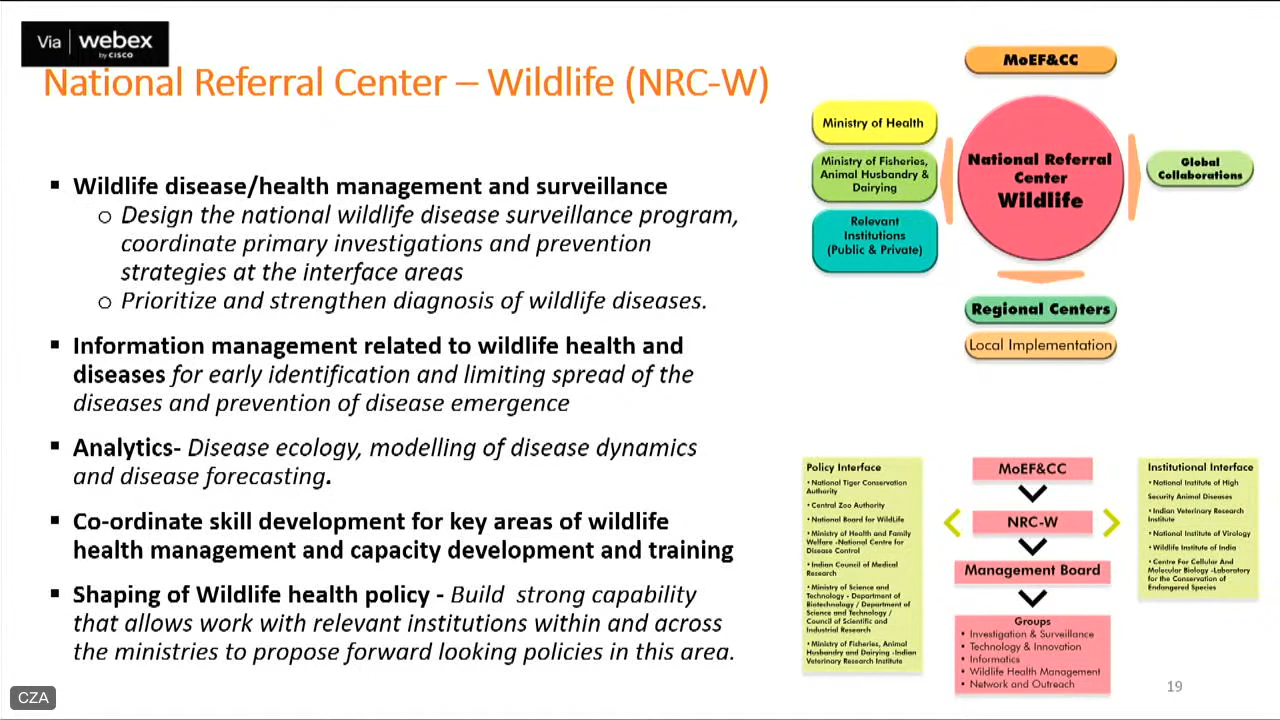 Via webex
by CISCO
National Referral Center – Wildlife (NRC-W)
▪ Wildlife disease/health management and surveillance
o Design the national wildlife disease surveillance program,
coordinate primary investigations and prevention
strategies at the interface areas
o Prioritize and strengthen diagnosis of wildlife diseases.
▪ Information management related to wildlife health and
diseases for early identification and limiting spread of the
diseases and prevention of disease emergence
▪ Analytics- Disease ecology, modelling of disease dynamics
and disease forecasting.
▪ Co-ordinate skill development for key areas of wildlife
health management and capacity development and training
▪ Shaping of Wildlife health policy - Build strong capability
that allows work with relevant institutions within and across
the ministries to propose forward looking policies in this area.
MoEF&CC
Ministry of Health
Ministry of Fisheries,
Animal Husbandry &
Dairying
Relevant
Institutions
(Public & Private)
National Referral
Center
Wildlife
Global
Collaborations
Regional Centers
Local Implementation
Policy Interface
• National Tiger Conservation
Authority
• Central Zoo Authority
• National Board for WildLife
• Ministry of Health and Family
Welfare -National Centre for
Disease Control
• Indian Council of Medical
Research
• Ministry of Science and
Technology - Department of
Biotechnology / Department of
Science and Technology /
Council of Scientific and
Industrial Research
• Ministry of Fisheries, Animal
Husbandry and Dairying -Indian
Veterinary Research Institute
MoEF&CC
NRC-W
Management Board
Groups
• Investigation & Surveillance
• Technology & Innovation
• Informatics
• Wildlife Health Management
• Network and Outreach
Institutional Interface
• National Institute of High
Security Animal Diseases
• Indian Veterinary Research
Institute
• National Institute of Virology
• Wildlife Institute of India
• Centre For Cellular And
Molecular Biology -Laboratory
for the Conservation of
Endangered Species
CZA
19